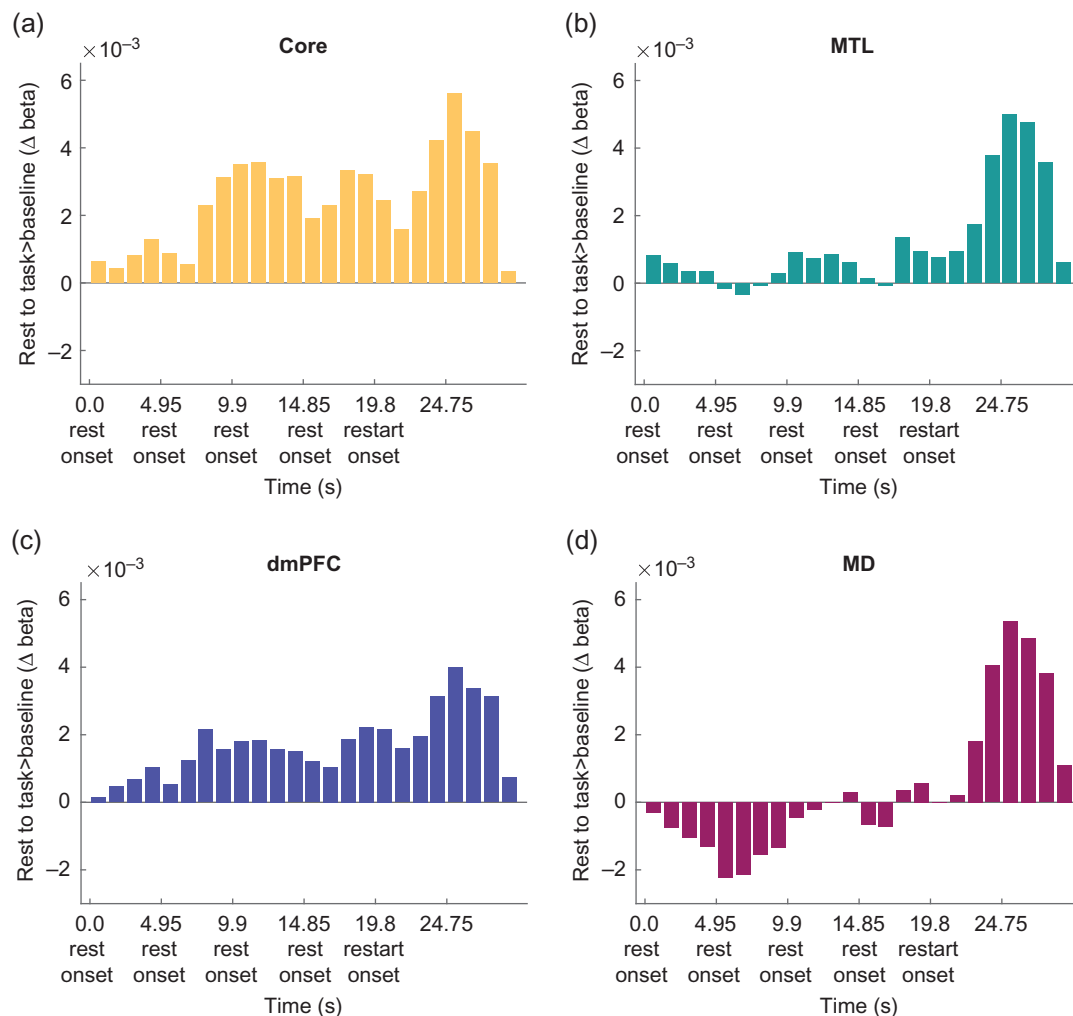 (a)
Core
×10⁻³
Rest to task>baseline (Δ beta)
6
4
2
0
−2
0.0 4.95 9.9 14.85 19.8 24.75
rest rest rest rest restart
onset onset onset onset onset
Time (s)
(b)
MTL
×10⁻³
Rest to task>baseline (Δ beta)
6
4
2
0
−2
0.0 4.95 9.9 14.85 19.8 24.75
rest rest rest rest restart
onset onset onset onset onset
Time (s)
(c)
dmPFC
×10⁻³
Rest to task>baseline (Δ beta)
6
4
2
0
−2
0.0 4.95 9.9 14.85 19.8 24.75
rest rest rest rest restart
onset onset onset onset onset
Time (s)
(d)
MD
×10⁻³
Rest to task>baseline (Δ beta)
6
4
2
0
−2
0.0 4.95 9.9 14.85 19.8 24.75
rest rest rest rest restart
onset onset onset onset onset
Time (s)